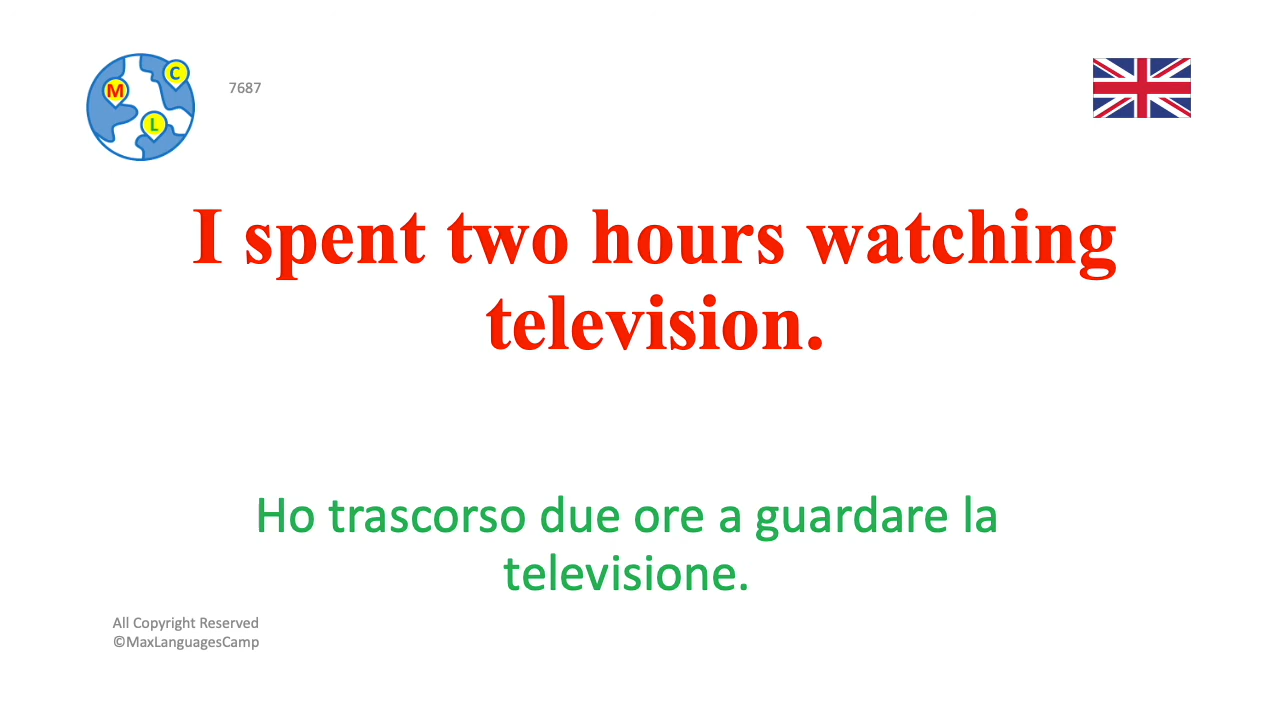 7687
M
C
L
I spent two hours watching
television.
Ho trascorso due ore a guardare la
televisione.
All Copyright Reserved
©MaxLanguagesCamp